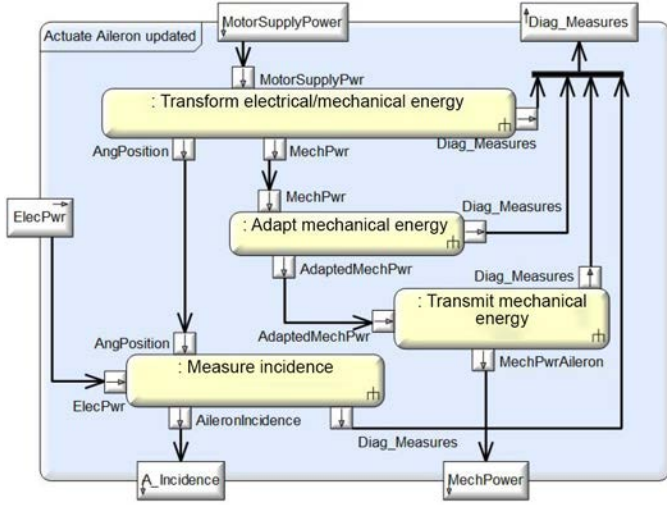 MotorSupplyPower
Diag_Measures
Actuate Aileron updated
MotorSupplyPwr
: Transform electrical/mechanical energy
AngPosition
MechPwr
Diag_Measures
MechPwr
ElecPwr
Diag_Measures
: Adapt mechanical energy
AdaptedMechPwr
Diag_Measures
: Transmit mechanical
energy
AdaptedMechPwr
AngPosition
MechPwrAileron
: Measure incidence
ElecPwr
AileronIncidence
Diag_Measures
A_Incidence
MechPower